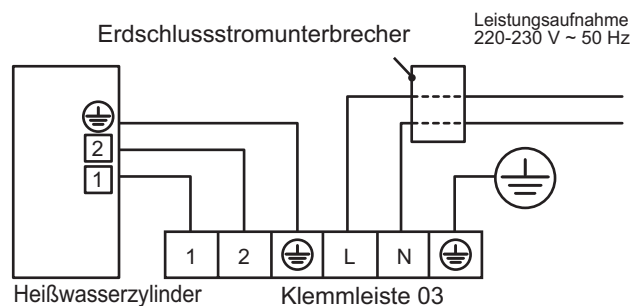 Erdschlussstromunterbrecher
Leistungsaufnahme
220-230 V ~ 50 Hz
2
1
1 2 L N
Heißwasserzylinder
Klemmleiste 03